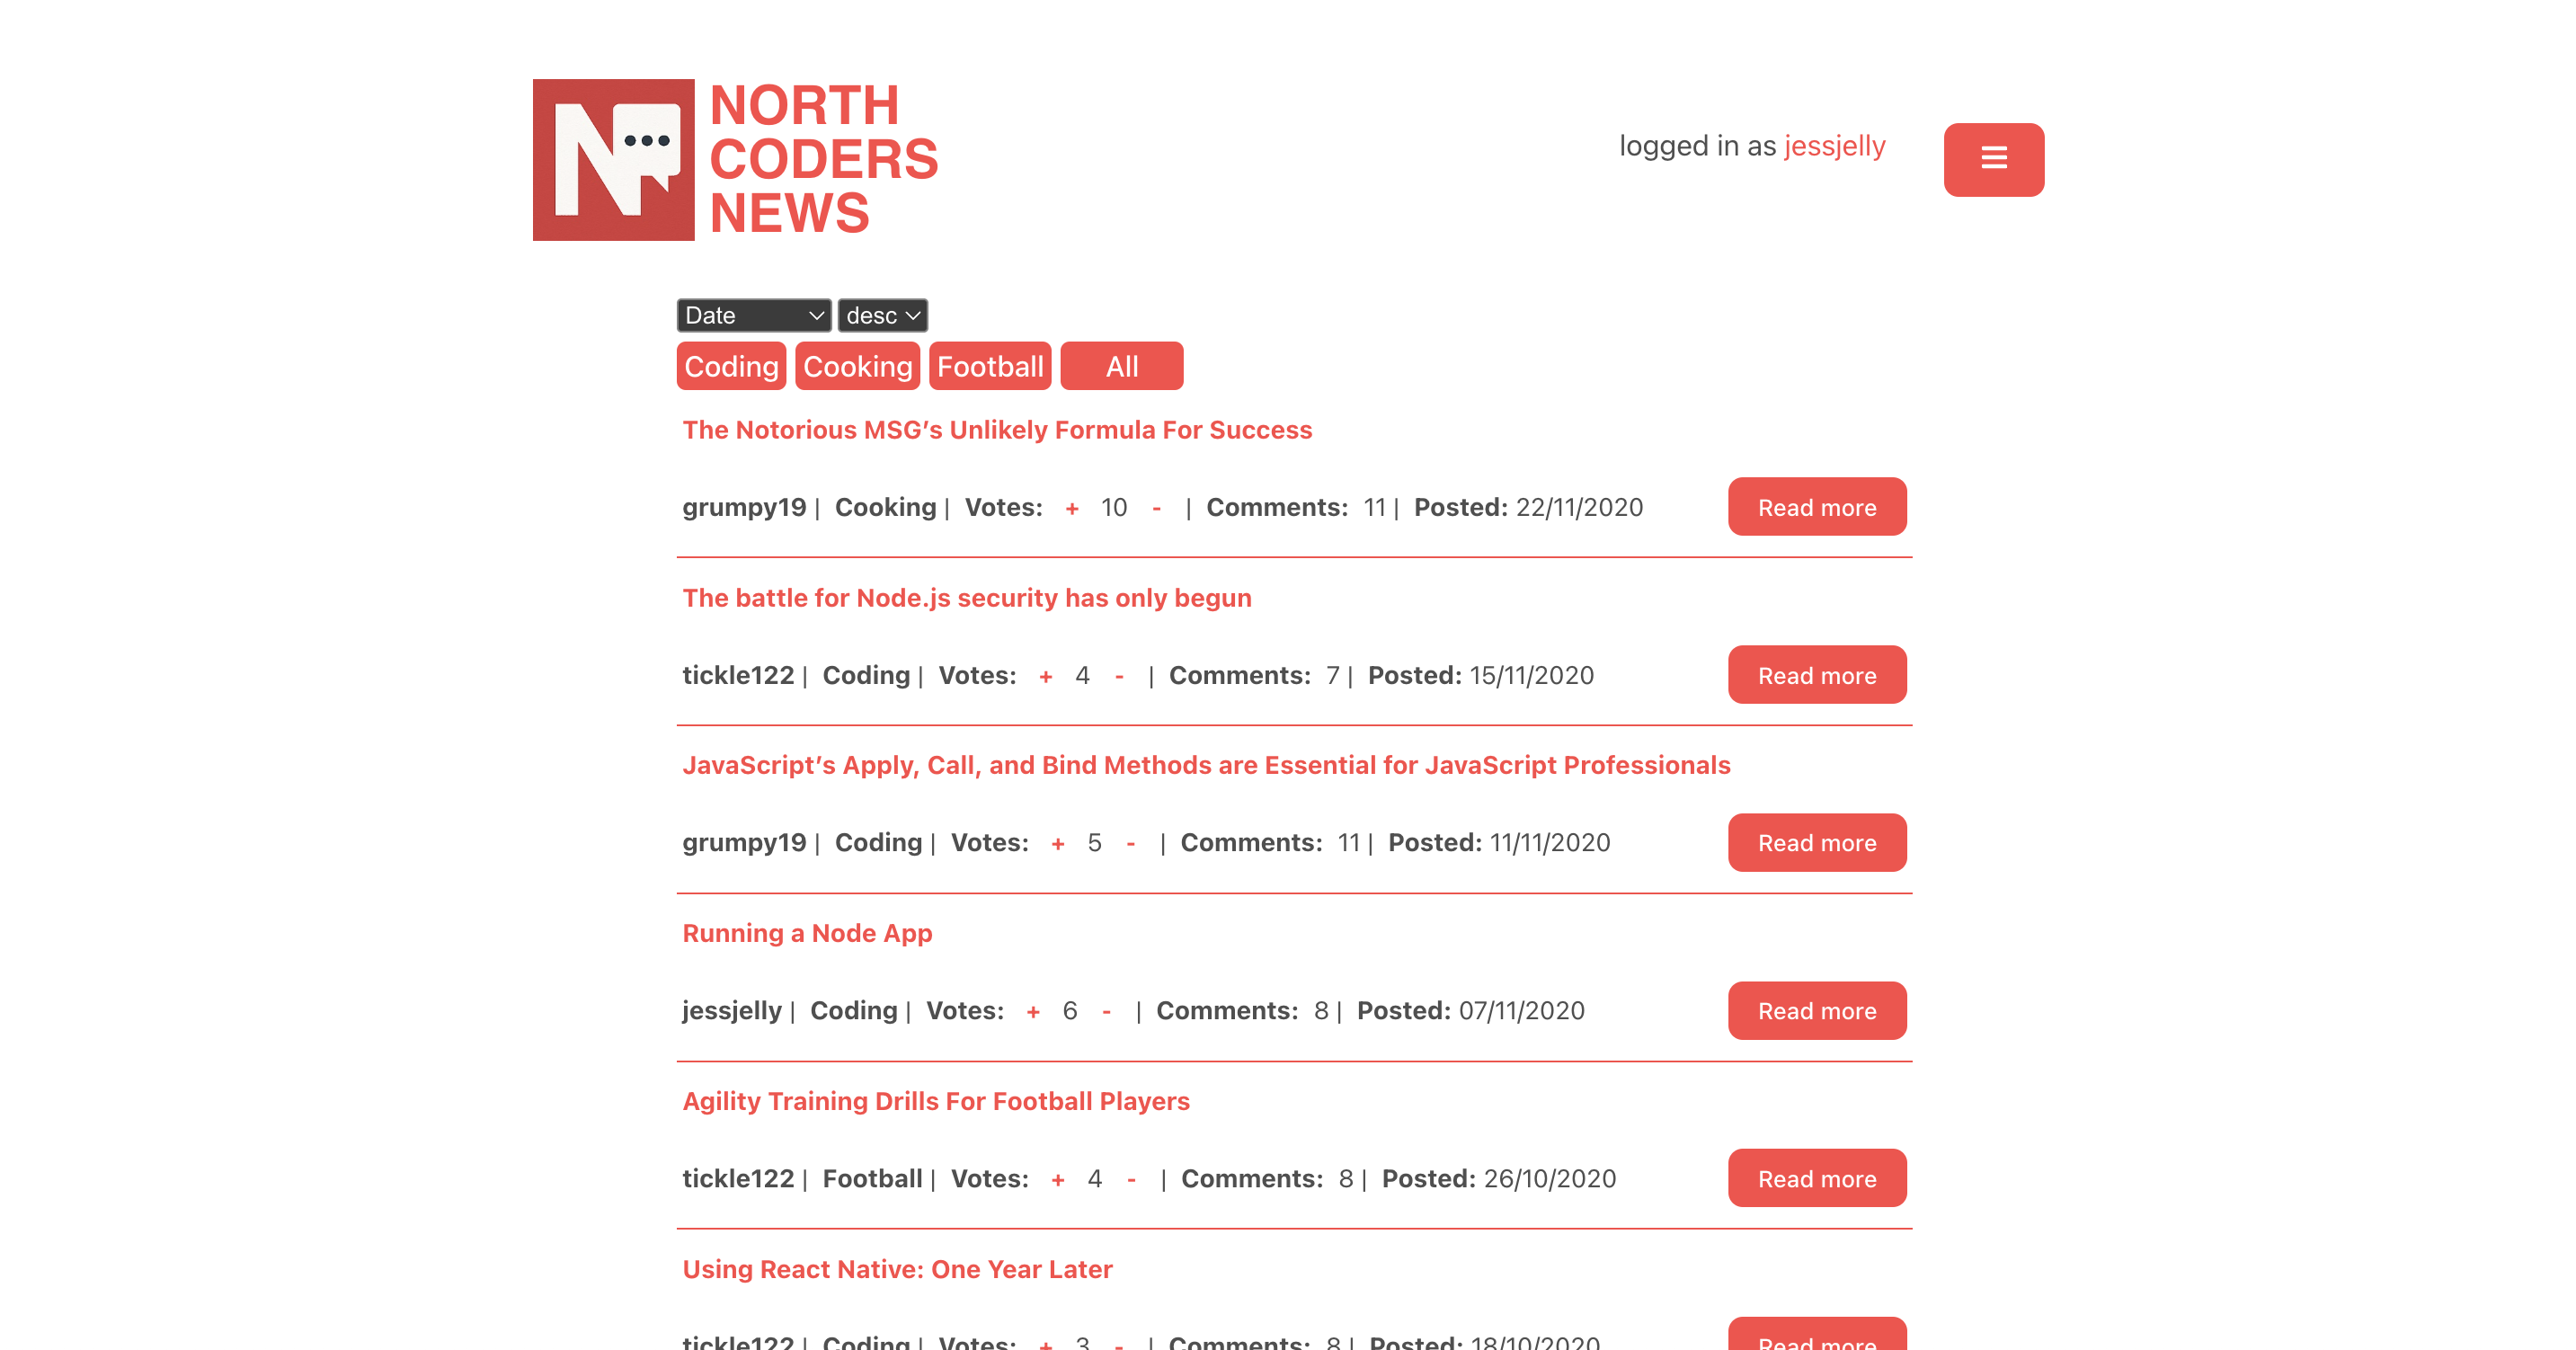 NORTH
CODERS
NEWS
logged in as jessjelly
Date desc
Coding Cooking Football All
The Notorious MSG’s Unlikely Formula For Success
grumpy19 | Cooking | Votes: + 10 - | Comments: 11 | Posted: 22/11/2020 Read more
The battle for Node.js security has only begun
tickle122 | Coding | Votes: + 4 - | Comments: 7 | Posted: 15/11/2020 Read more
JavaScript’s Apply, Call, and Bind Methods are Essential for JavaScript Professionals
grumpy19 | Coding | Votes: + 5 - | Comments: 11 | Posted: 11/11/2020 Read more
Running a Node App
jessjelly | Coding | Votes: + 6 - | Comments: 8 | Posted: 07/11/2020 Read more
Agility Training Drills For Football Players
tickle122 | Football | Votes: + 4 - | Comments: 8 | Posted: 26/10/2020 Read more
Using React Native: One Year Later
tickle122 | Coding | Votes: + 3 - | Comments: 8 | Posted: 18/10/2020 Read more